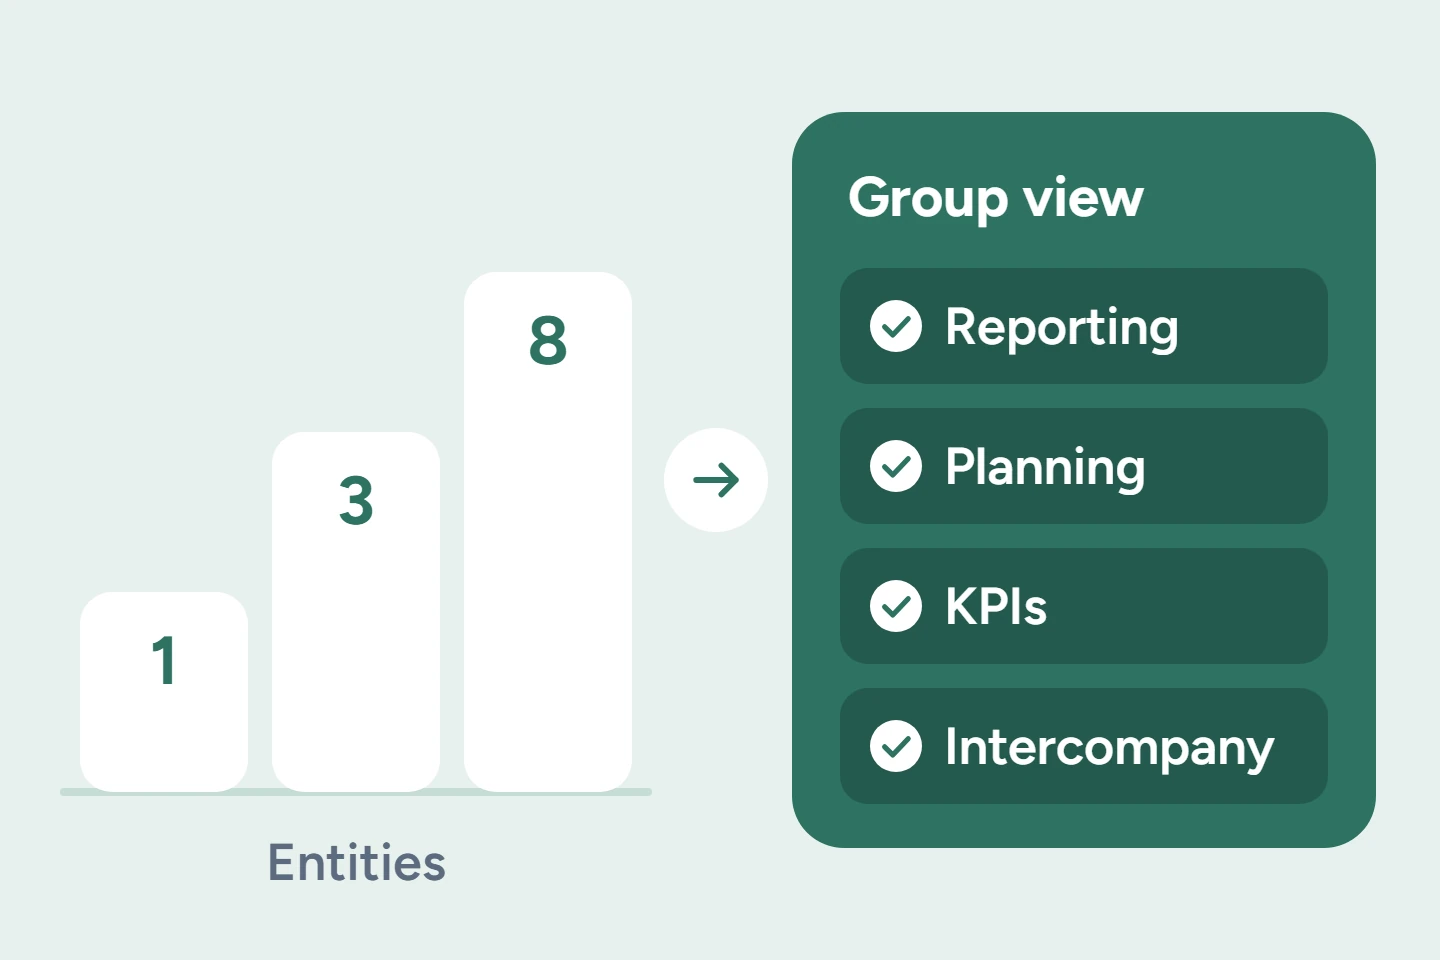 1
3
8
Entities
Group view
Reporting
Planning
KPIs
Intercompany